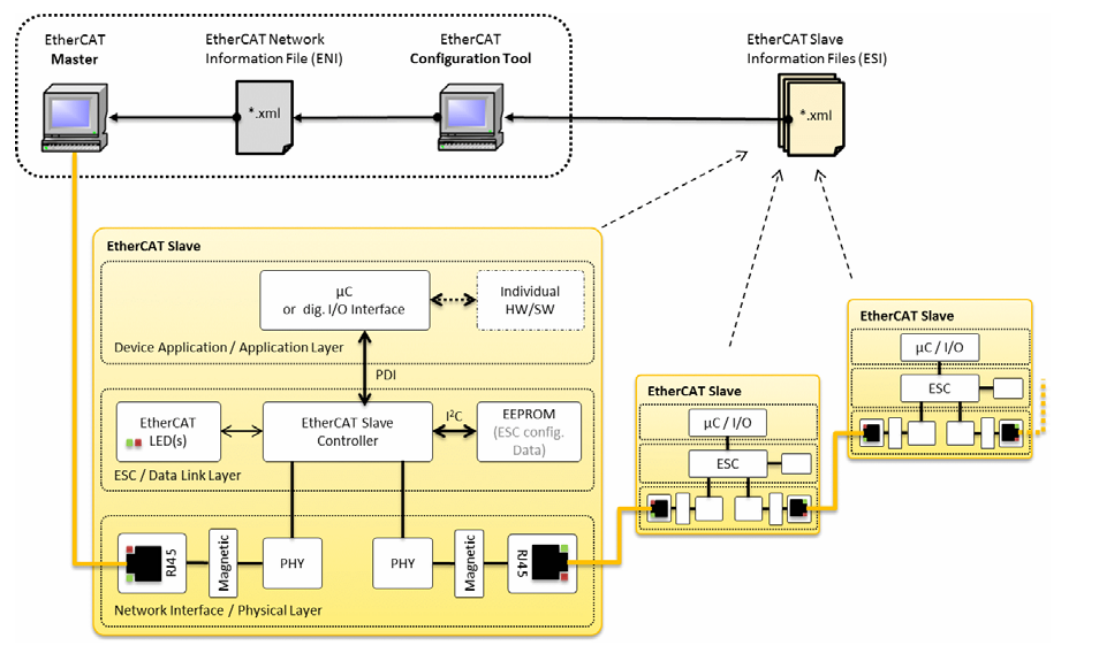 EtherCAT
Master
EtherCAT Network
Information File (ENI)
EtherCAT
Configuration Tool
EtherCAT Slave
Information Files (ESI)
*.xml
*.xml
EtherCAT Slave
µC
or dig. I/O Interface
Individual
HW/SW
Device Application / Application Layer
PDI
EtherCAT
LED(s)
EtherCAT Slave
Controller
I²C
EEPROM
(ESC config.
Data)
ESC / Data Link Layer
RJ45
Magnetic
PHY
PHY
Magnetic
RJ45
Network Interface / Physical Layer
EtherCAT Slave
µC / I/O
ESC
EtherCAT Slave
µC / I/O
ESC